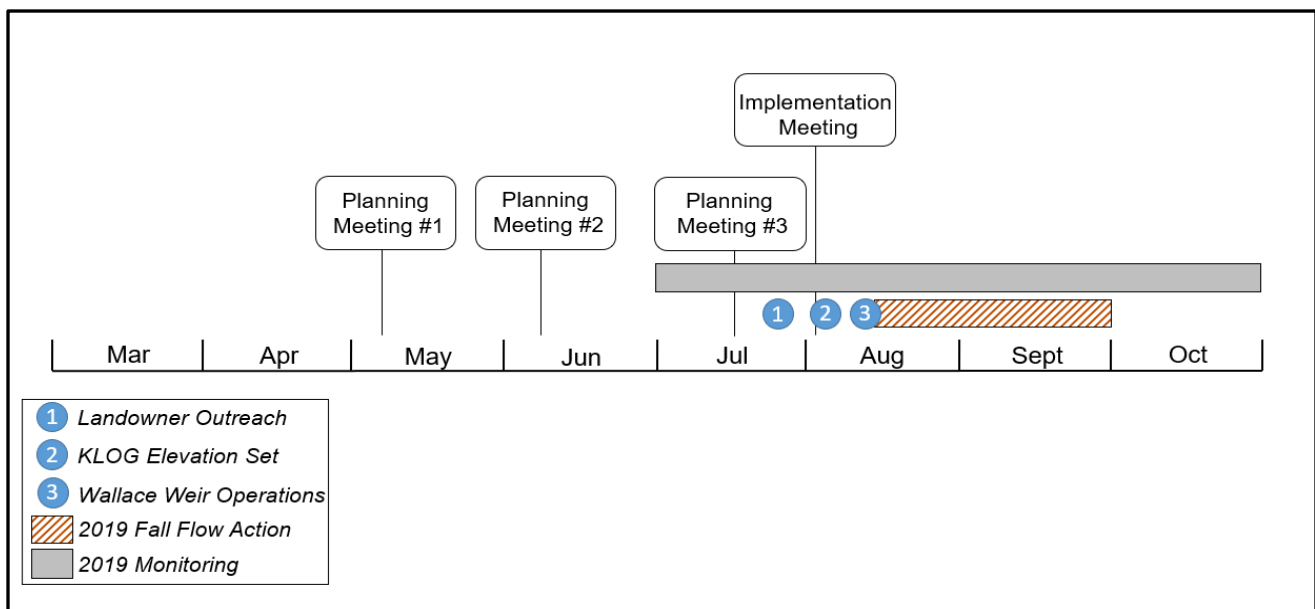 Implementation
Meeting
Planning
Meeting #1
Planning
Meeting #2
Planning
Meeting #3
1 2 3
Mar Apr May Jun Jul Aug Sept Oct
1 Landowner Outreach
2 KLOG Elevation Set
3 Wallace Weir Operations
2019 Fall Flow Action
2019 Monitoring